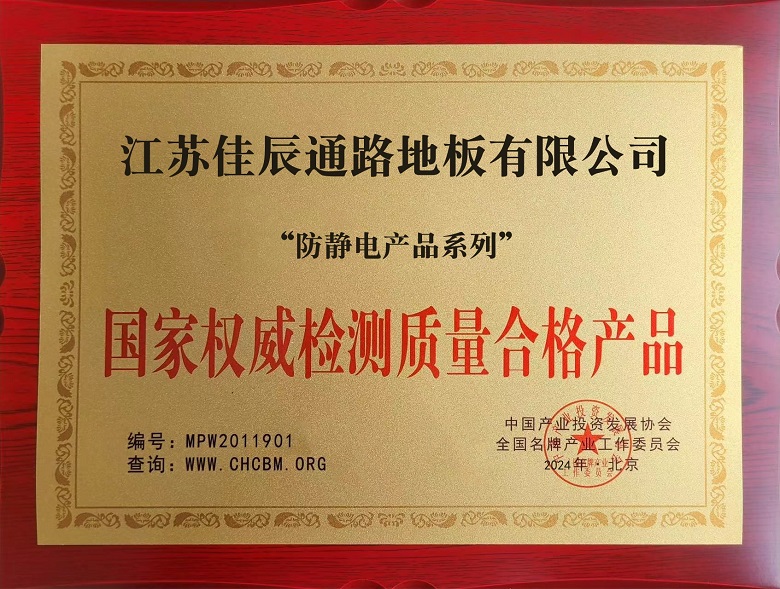 江苏佳辰通路地板有限公司
“防静电产品系列”
国家权威检测质量合格产品
编号：MPW2011901
查询：WWW.CHCBM.ORG
中国产业投资发展协会
全国名牌产业工作委员会
2024年·北京